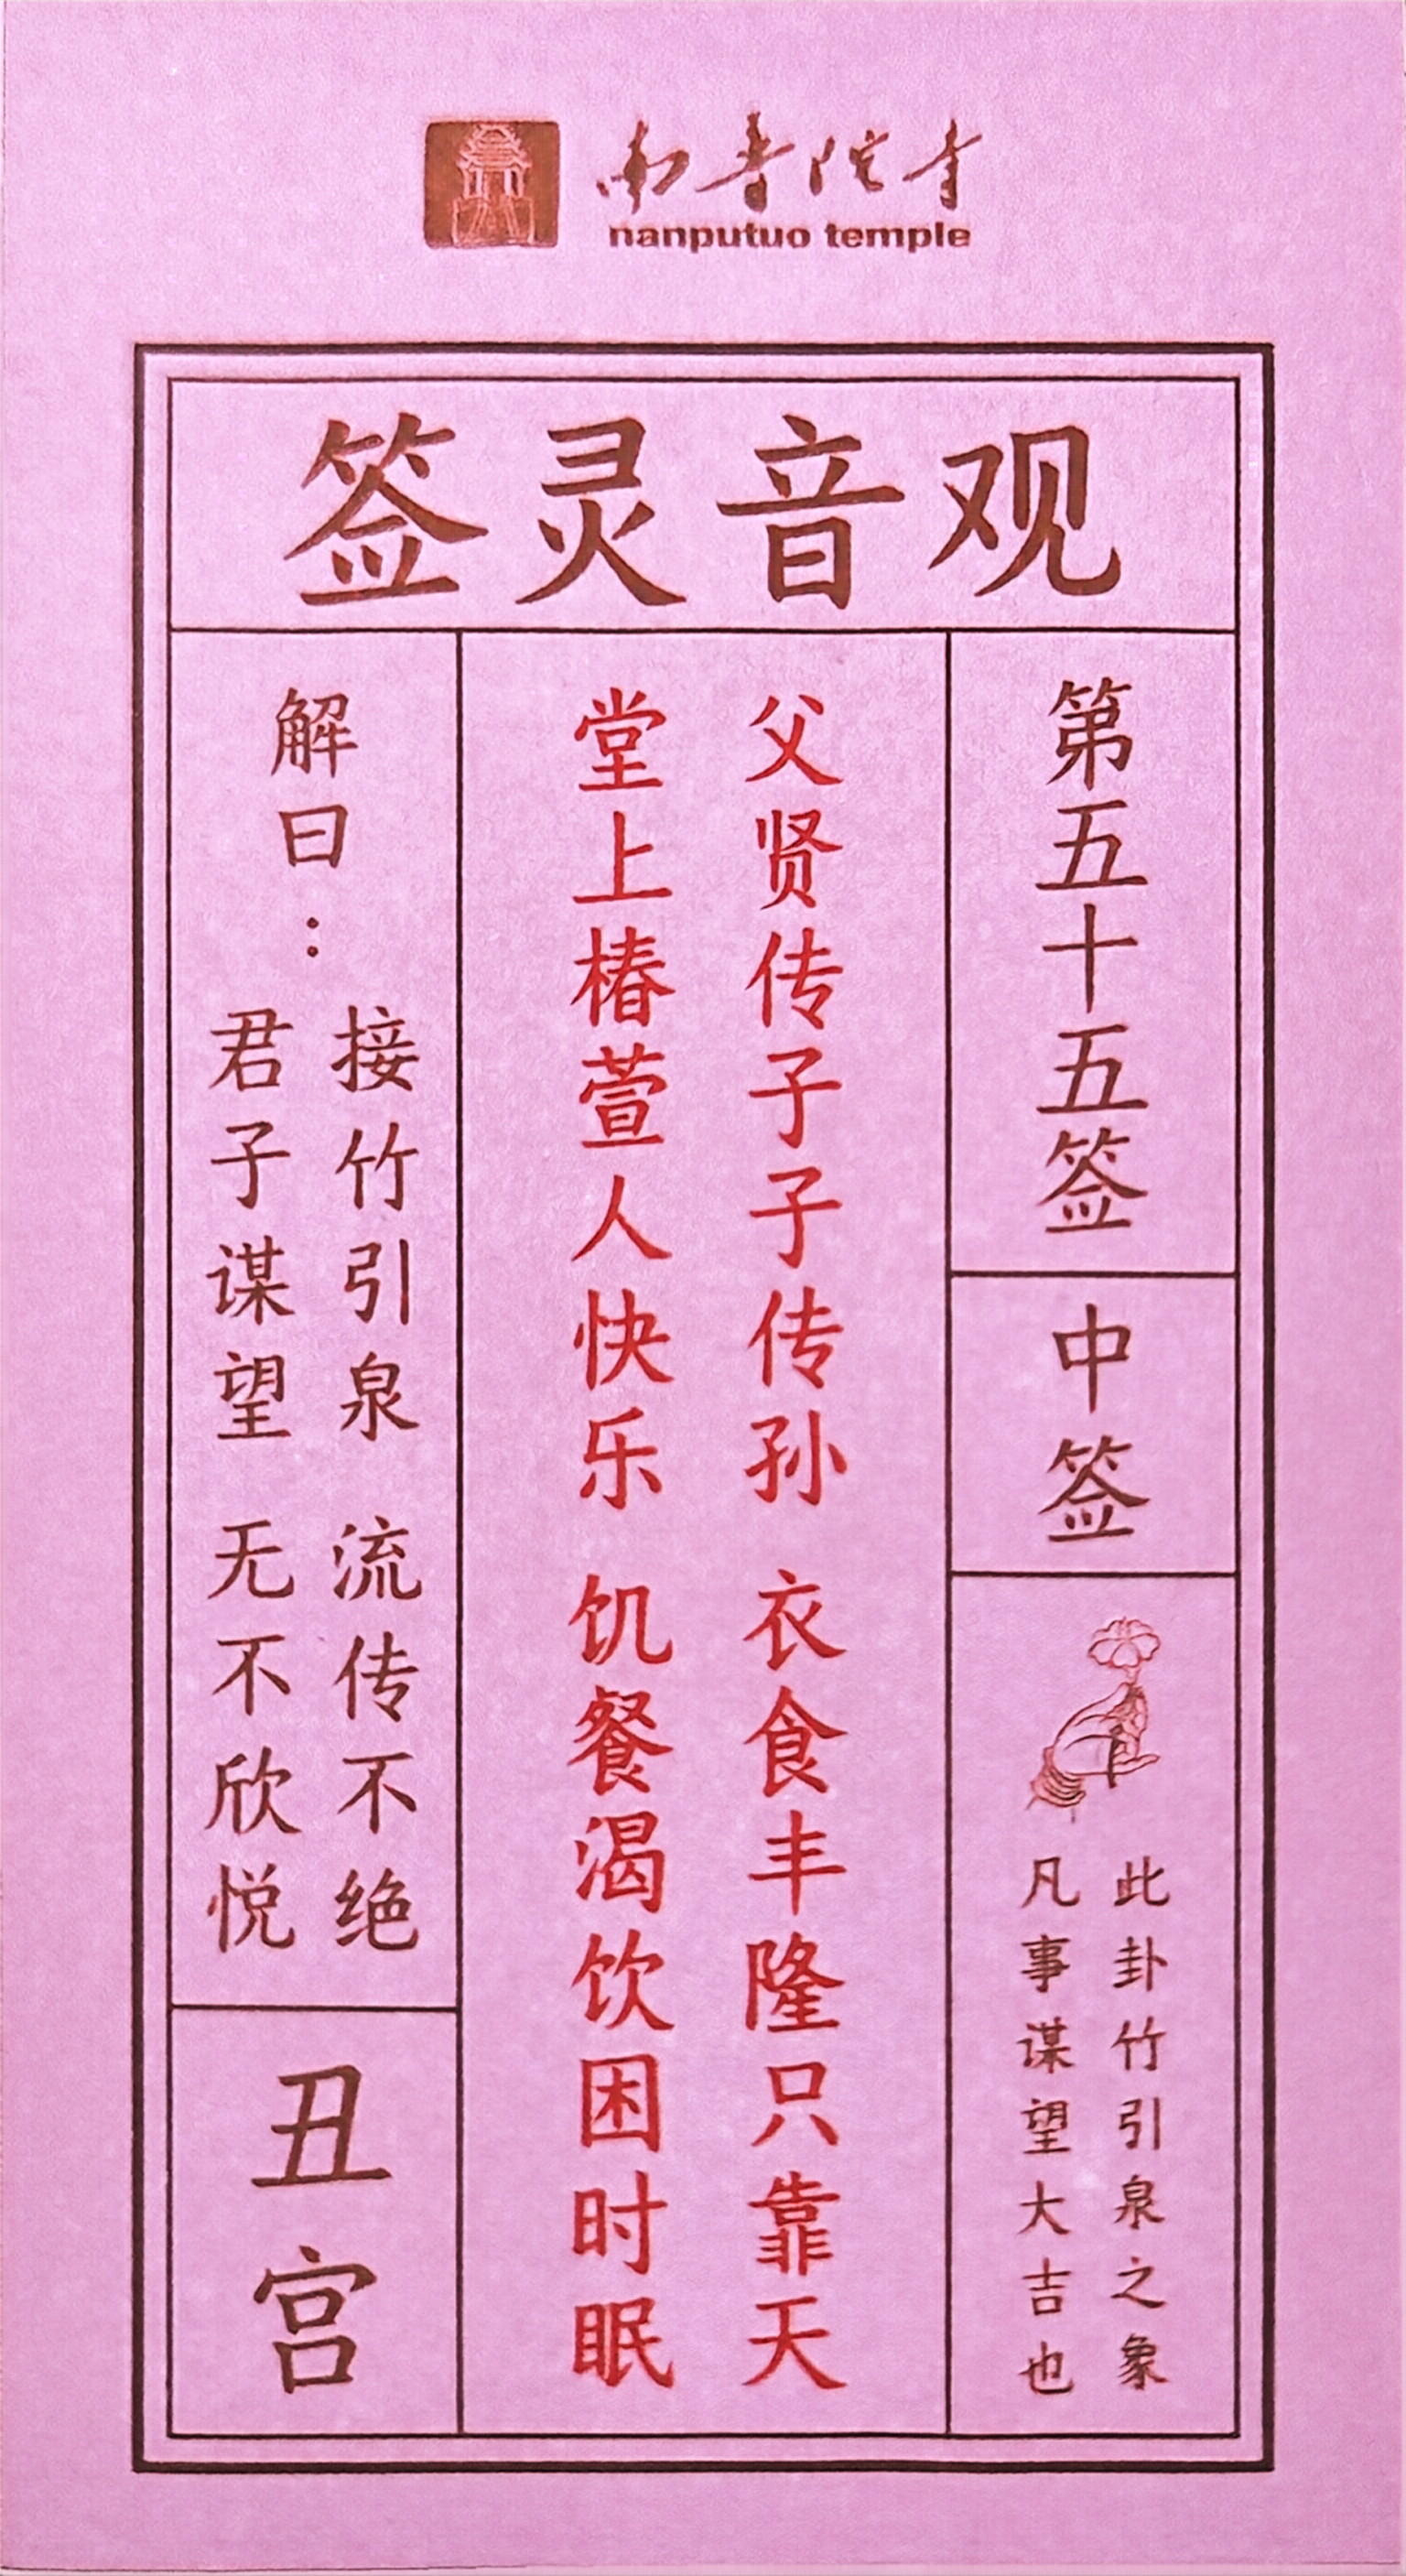 南普陀寺
nanputuo temple
观音灵签
第五十五签
中签
此卦竹引泉之象
凡事谋望大吉也
父贤传子子传孙 衣食丰隆只靠天
堂上椿萱人快乐 饥餐渴饮困时眠
解曰：
接竹引泉 流传不绝
君子谋望 无不欣悦
丑宫